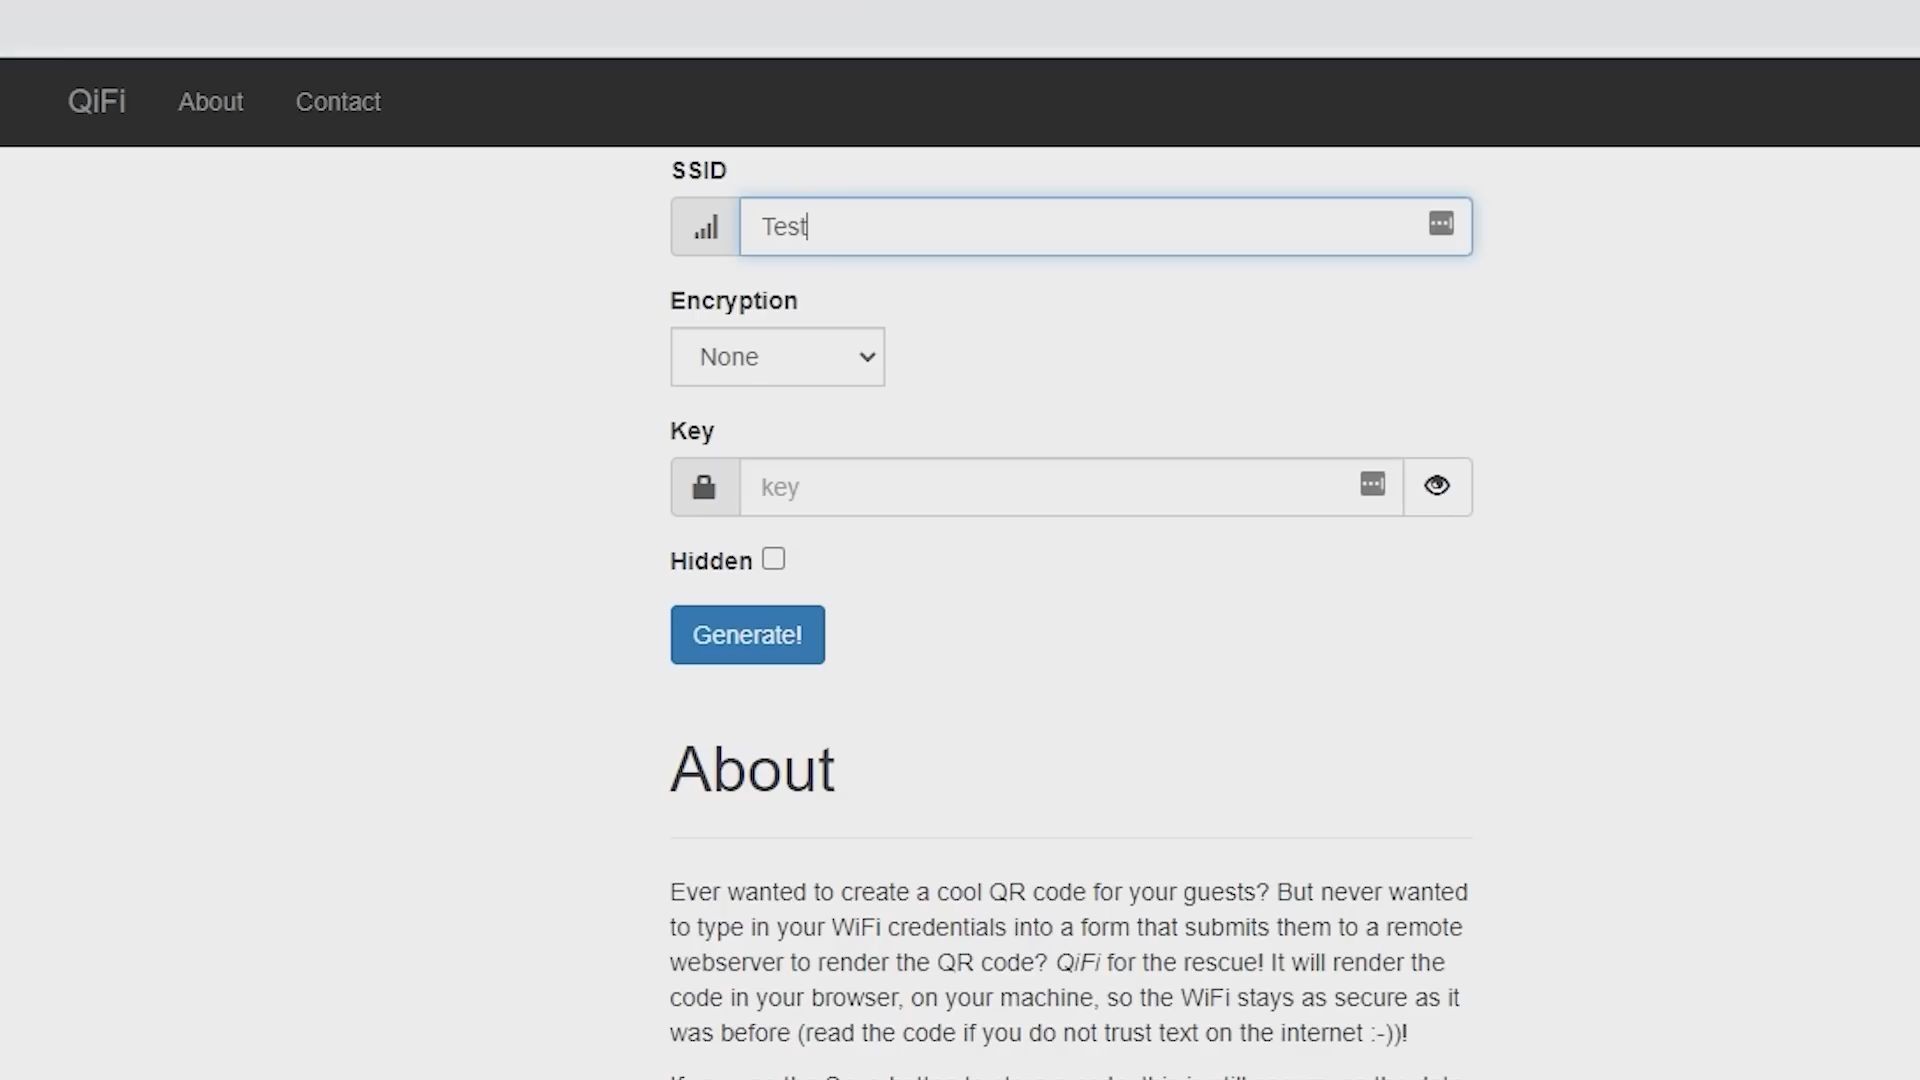 QiFi About Contact
SSID
Test
Encryption
None
Key
key
Hidden
Generate!
About
Ever wanted to create a cool QR code for your guests? But never wanted
to type in your WiFi credentials into a form that submits them to a remote
webserver to render the QR code? QiFi for the rescue! It will render the
code in your browser, on your machine, so the WiFi stays as secure as it
was before (read the code if you do not trust text on the internet :-))!